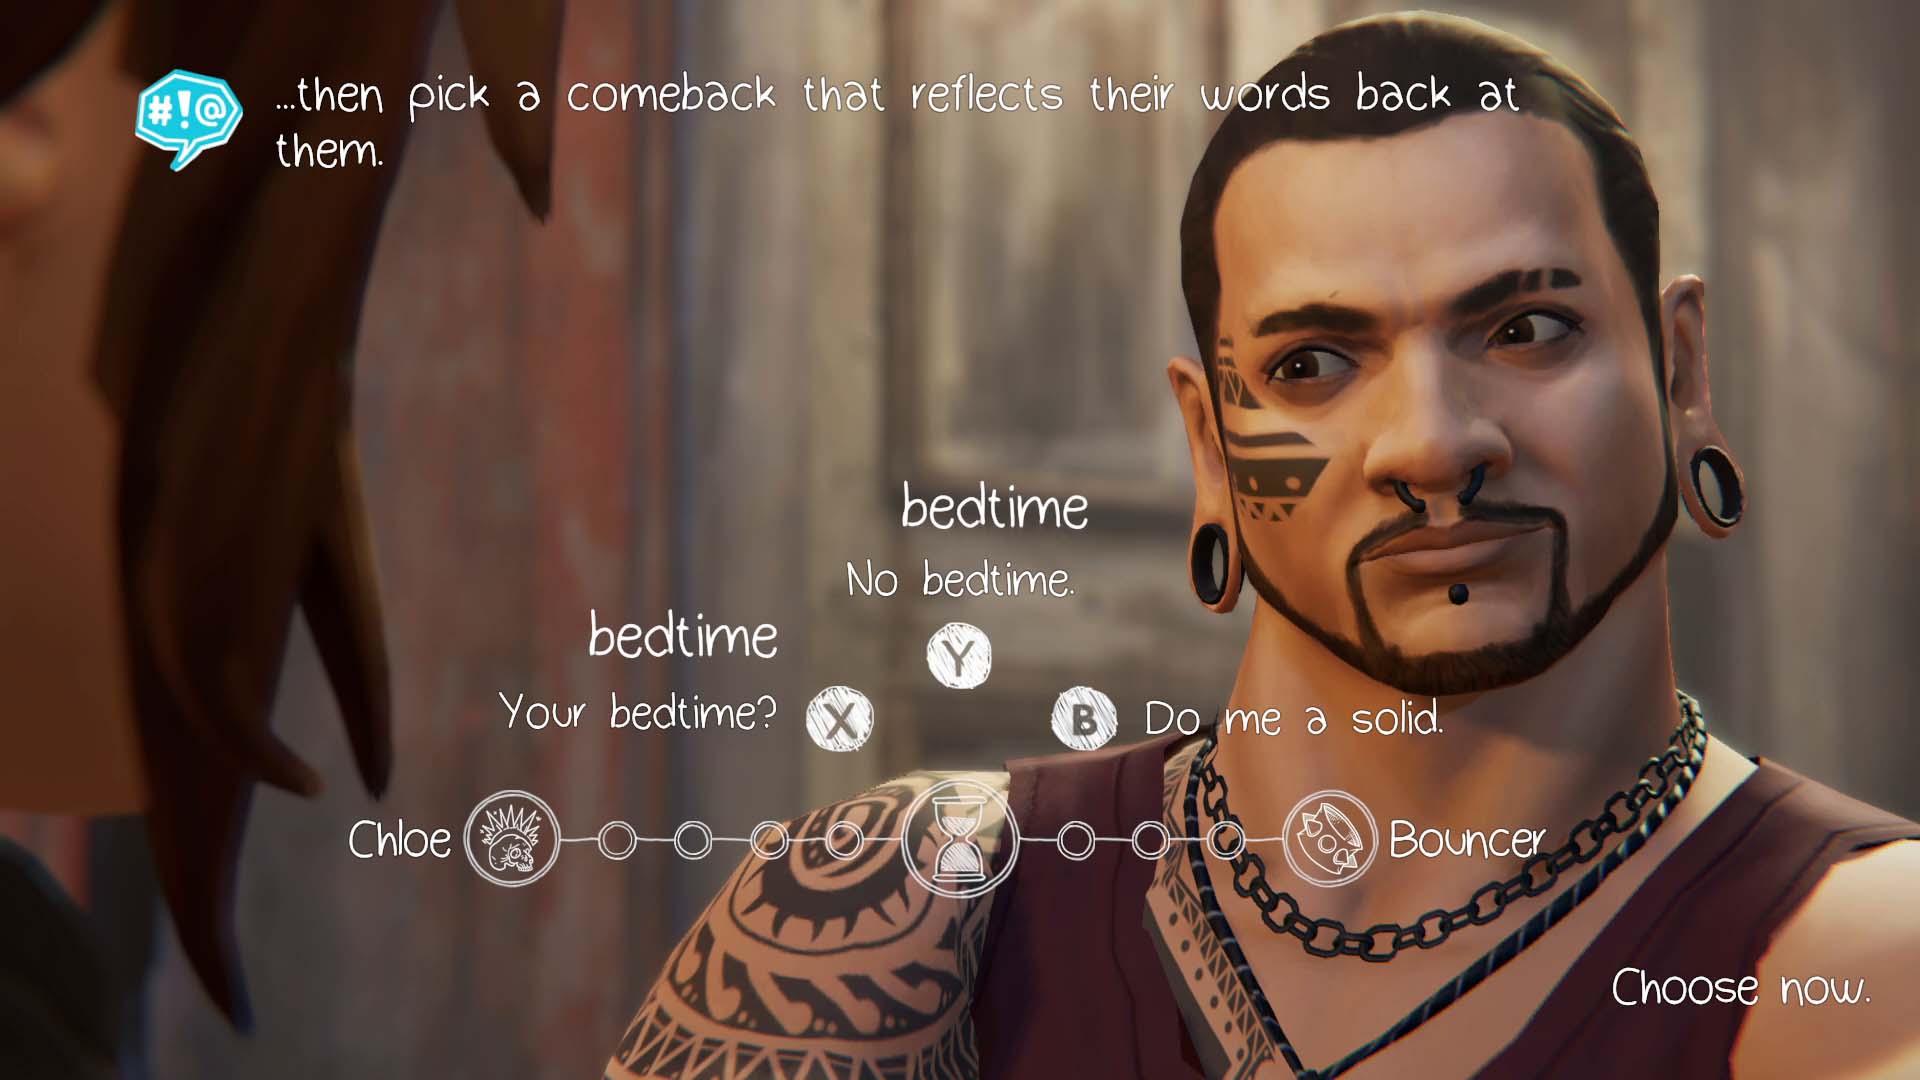 #!@
...then pick a comeback that reflects their words back at
them.
bedtime
No bedtime.
bedtime
Y
Your bedtime?
X
B
Do me a solid.
Chloe
Bouncer
Choose now.